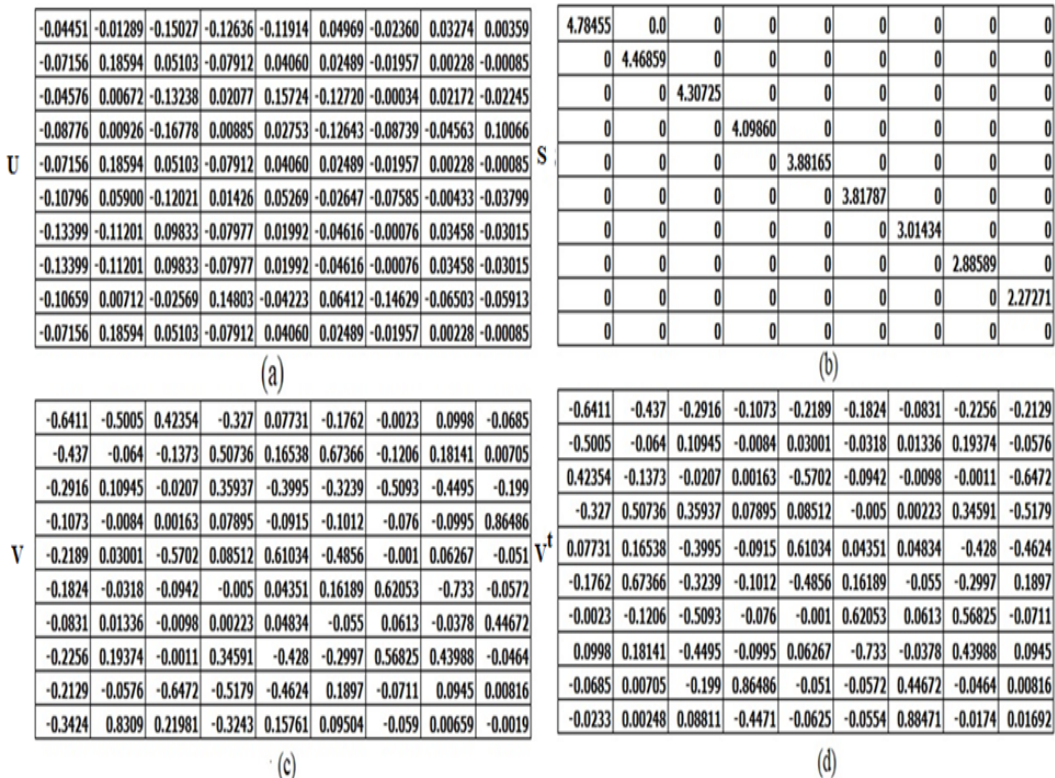 -0.04451 -0.01289 -0.15027 -0.12636 -0.11914 0.04969 -0.02360 0.03274 0.00359
-0.07156 0.18594 0.05103 -0.07912 0.04060 0.02489 -0.01957 0.00228 -0.00085
-0.04576 0.00672 -0.13238 0.02077 0.15724 -0.12720 -0.00034 0.02172 -0.02245
-0.08776 0.00926 -0.16778 0.00885 0.02753 -0.12643 -0.08739 -0.04563 0.10066
U
-0.07156 0.18594 0.05103 -0.07912 0.04060 0.02489 -0.01957 0.00228 -0.00085
-0.10796 0.05900 -0.12021 0.01426 0.05269 -0.02647 -0.07585 -0.00433 -0.03799
-0.13399 -0.11201 0.09833 -0.07977 0.01992 -0.04616 -0.00076 0.03458 -0.03015
-0.13399 -0.11201 0.09833 -0.07977 0.01992 -0.04616 -0.00076 0.03458 -0.03015
-0.10659 0.00712 -0.02569 0.14803 -0.04223 0.06412 -0.14629 -0.06503 -0.05913
-0.07156 0.18594 0.05103 -0.07912 0.04060 0.02489 -0.01957 0.00228 -0.00085
(a)
4.78455 0.0 0 0 0 0 0 0 0
0 4.46859 0 0 0 0 0 0 0
0 0 4.30725 0 0 0 0 0 0
0 0 0 4.09860 0 0 0 0 0
S
0 0 0 0 3.88165 0 0 0 0
0 0 0 0 0 3.81787 0 0 0
0 0 0 0 0 0 3.01434 0 0
0 0 0 0 0 0 0 2.88589 0
0 0 0 0 0 0 0 0 2.27271
0 0 0 0 0 0 0 0 0
(b)
-0.6411 -0.5005 0.42354 -0.327 0.07731 -0.1762 -0.0023 0.0998 -0.0685
-0.437 -0.064 -0.1373 0.50736 0.16538 0.67366 -0.1206 0.18141 0.00705
-0.2916 0.10945 -0.0207 0.35937 -0.3995 -0.3239 -0.5093 -0.4495 -0.199
-0.1073 -0.0084 0.00163 0.07895 -0.0915 -0.1012 -0.076 -0.0995 0.86486
V
-0.2189 0.03001 -0.5702 0.08512 0.61034 -0.4856 -0.001 0.06267 -0.051
-0.1824 -0.0318 -0.0942 -0.005 0.04351 0.16189 0.62053 -0.733 -0.0572
-0.0831 0.01336 -0.0098 0.00223 0.04834 -0.055 0.0613 -0.0378 0.44672
-0.2256 0.19374 -0.0011 0.34591 -0.428 -0.2997 0.56825 0.43988 -0.0464
-0.2129 -0.0576 -0.6472 -0.5179 -0.4624 0.1897 -0.0711 0.0945 0.00816
-0.3424 0.8309 0.21981 -0.3243 0.15761 0.09504 -0.059 0.00659 -0.0019
(c)
-0.6411 -0.437 -0.2916 -0.1073 -0.2189 -0.1824 -0.0831 -0.2256 -0.2129
-0.5005 -0.064 0.10945 -0.0084 0.03001 -0.0318 0.01336 0.19374 -0.0576
0.42354 -0.1373 -0.0207 0.00163 -0.5702 -0.0942 -0.0098 -0.0011 -0.6472
-0.327 0.50736 0.35937 0.07895 0.08512 -0.005 0.00223 0.34591 -0.5179
V^t
0.07731 0.16538 -0.3995 -0.0915 0.61034 0.04351 0.04834 -0.428 -0.4624
-0.1762 0.67366 -0.3239 -0.1012 -0.4856 0.16189 -0.055 -0.2997 0.1897
-0.0023 -0.1206 -0.5093 -0.076 -0.001 0.62053 0.0613 0.56825 -0.0711
0.0998 0.18141 -0.4495 -0.0995 0.06267 -0.733 -0.0378 0.43988 0.0945
-0.0685 0.00705 -0.199 0.86486 -0.051 -0.0572 0.44672 -0.0464 0.00816
-0.0233 0.00248 0.08811 -0.4471 -0.0625 -0.0554 0.88471 -0.0174 0.01692
(d)